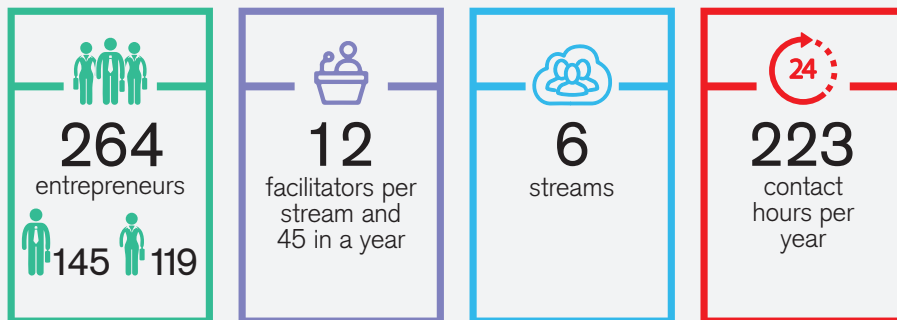 264
entrepreneurs
145 119
12
facilitators per
stream and
45 in a year
6
streams
24
223
contact
hours per
year